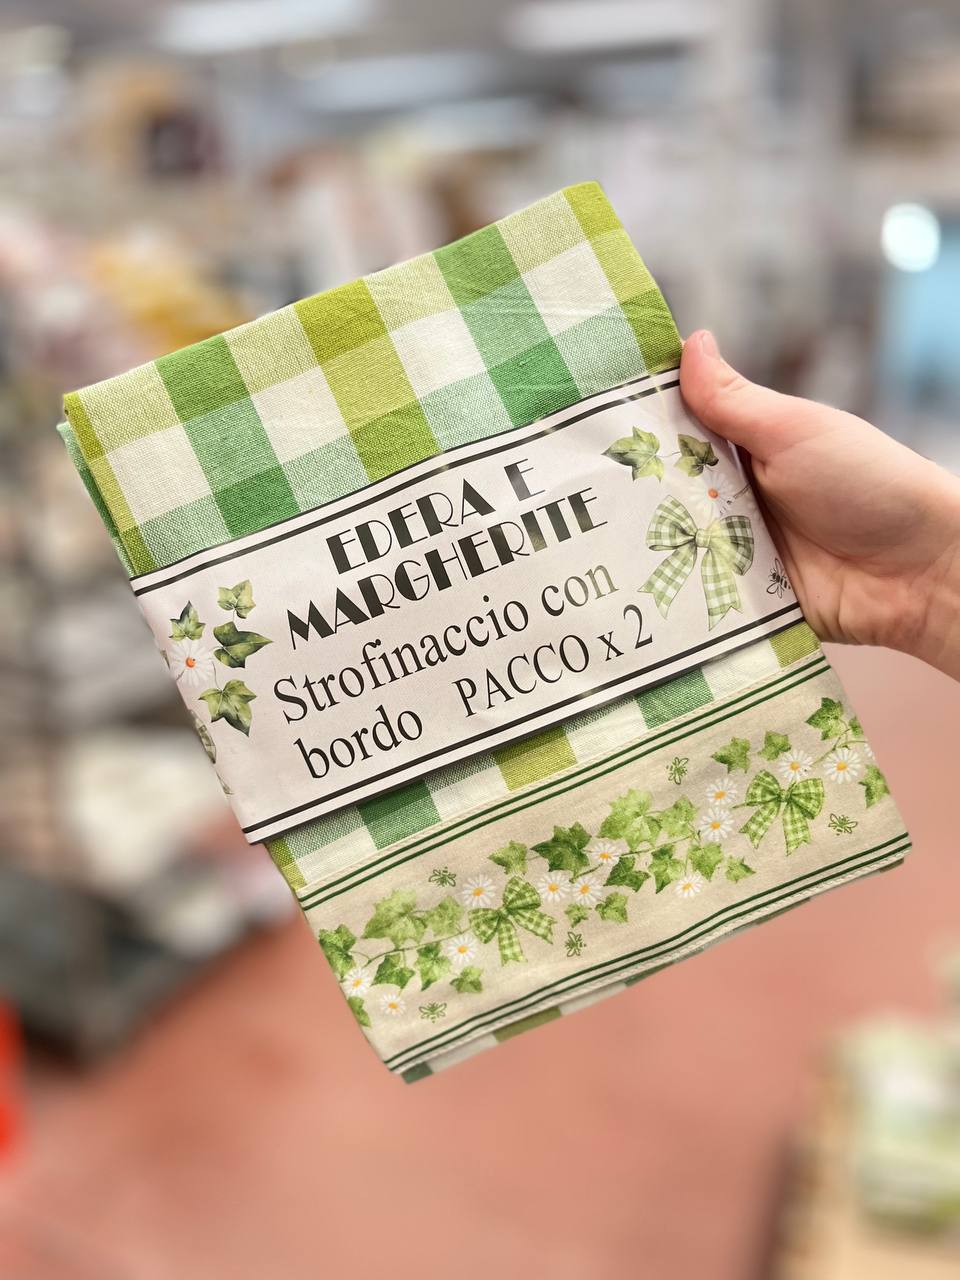 EDERA E
MARGHERITE
Strofinaccio con
bordo PACCO x 2